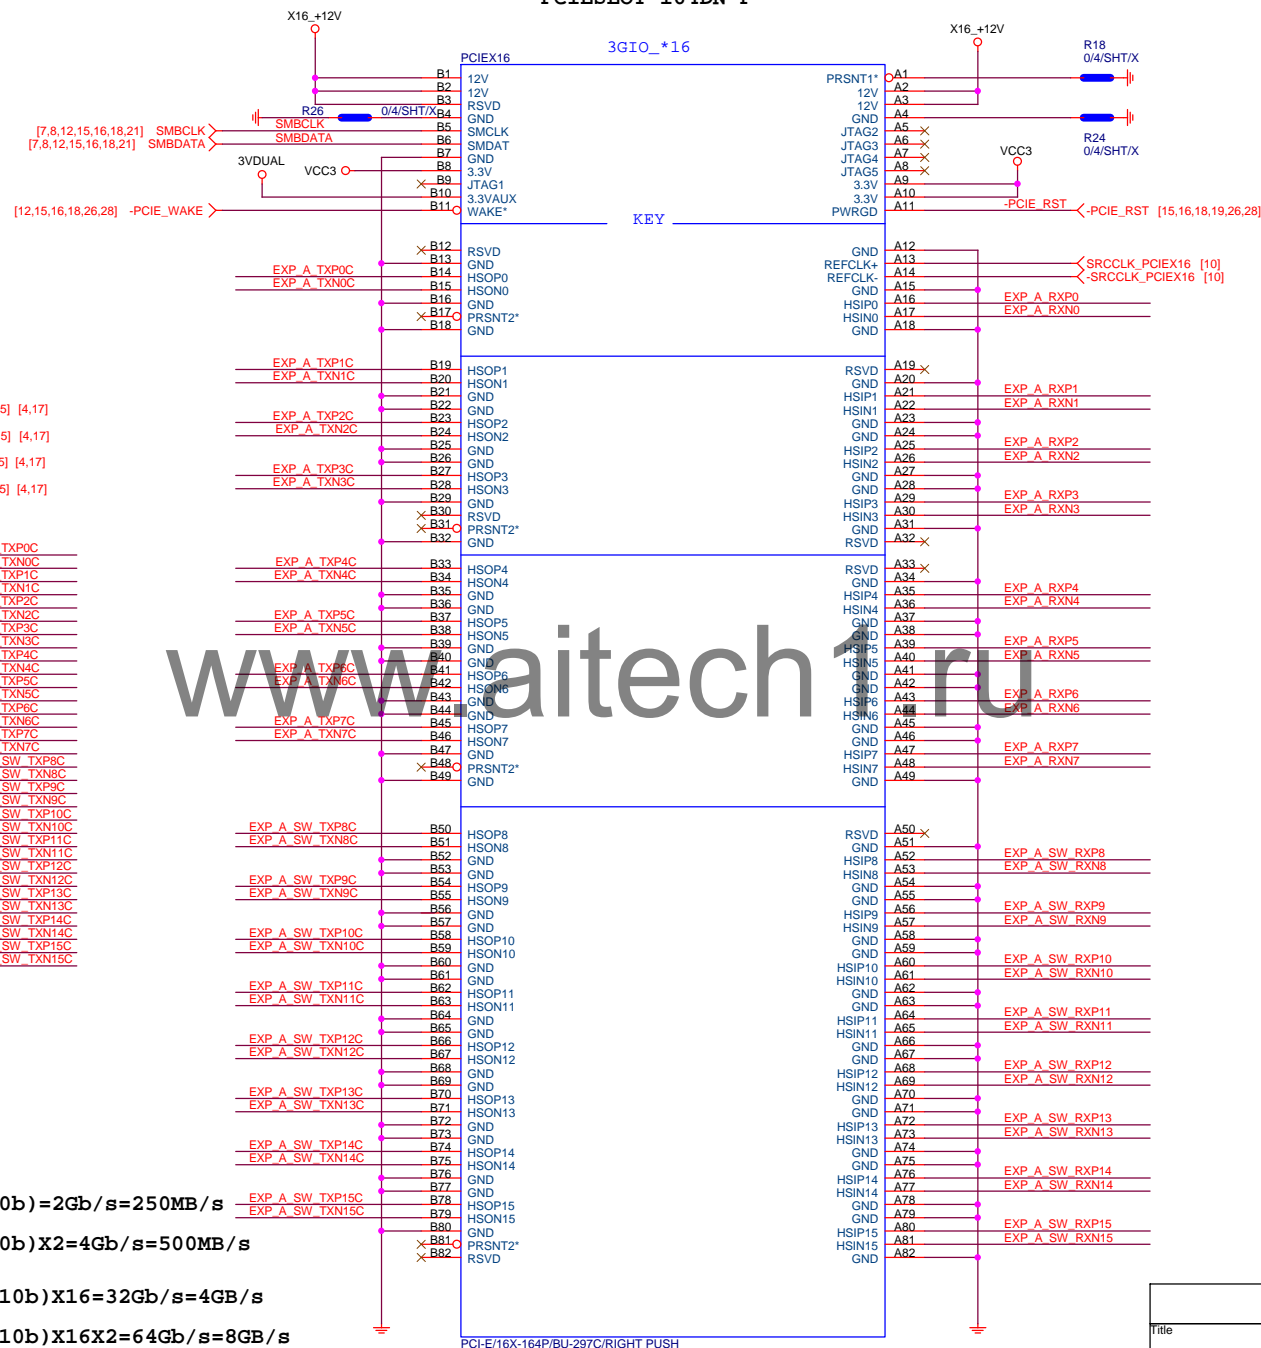 X16_+12V
X16_+12V
3GIO_*16
PCIEX16
R18
0/4/SHT/X
R26
0/4/SHT/X
R24
0/4/SHT/X
[7,8,12,15,16,18,21] SMBCLK
SMBCLK
[7,8,12,15,16,18,21] SMBDATA
SMBDATA
3VDUAL
VCC3
VCC3
[12,15,16,18,26,28] -PCIE_WAKE
-PCIE_RST
-PCIE_RST [15,16,18,19,26,28]
B1 12V PRSNT1* A1
B2 12V 12V A2
B3 RSVD 12V A3
B4 GND GND A4
B5 SMCLK JTAG2 A5
B6 SMDAT JTAG3 A6
B7 GND JTAG4 A7
B8 3.3V JTAG5 A8
B9 JTAG1 3.3V A9
B10 3.3VAUX 3.3V A10
B11 WAKE* PWRGD A11
KEY
B12 RSVD GND A12
B13 GND REFCLK+ A13 SRCCLK_PCIEX16 [10]
EXP_A_TXP0C B14 HSOP0 REFCLK- A14 -SRCCLK_PCIEX16 [10]
EXP_A_TXN0C B15 HSON0 GND A15
B16 GND HSIP0 A16 EXP_A_RXP0
B17 PRSNT2* HSIN0 A17 EXP_A_RXN0
B18 GND GND A18
EXP_A_TXP1C B19 HSOP1 RSVD A19
EXP_A_TXN1C B20 HSON1 GND A20
B21 GND HSIP1 A21 EXP_A_RXP1
B22 GND HSIN1 A22 EXP_A_RXN1
EXP_A_TXP2C B23 HSOP2 GND A23
EXP_A_TXN2C B24 HSON2 GND A24
B25 GND HSIP2 A25 EXP_A_RXP2
B26 GND HSIN2 A26 EXP_A_RXN2
EXP_A_TXP3C B27 HSOP3 GND A27
EXP_A_TXN3C B28 HSON3 GND A28
B29 GND HSIP3 A29 EXP_A_RXP3
B30 RSVD HSIN3 A30 EXP_A_RXN3
B31 PRSNT2* GND A31
B32 GND RSVD A32
EXP_A_TXP4C B33 HSOP4 RSVD A33
EXP_A_TXN4C B34 HSON4 GND A34
B35 GND HSIP4 A35 EXP_A_RXP4
B36 GND HSIN4 A36 EXP_A_RXN4
EXP_A_TXP5C B37 HSOP5 GND A37
EXP_A_TXN5C B38 HSON5 GND A38
B39 GND HSIP5 A39 EXP_A_RXP5
B40 GND HSIN5 A40 EXP_A_RXN5
EXP_A_TXP6C B41 HSOP6 GND A41
EXP_A_TXN6C B42 HSON6 GND A42
B43 GND HSIP6 A43 EXP_A_RXP6
B44 GND HSIN6 A44 EXP_A_RXN6
EXP_A_TXP7C B45 HSOP7 GND A45
EXP_A_TXN7C B46 HSON7 GND A46
B47 GND HSIP7 A47 EXP_A_RXP7
B48 PRSNT2* HSIN7 A48 EXP_A_RXN7
B49 GND GND A49
EXP_A_SW_TXP8C B50 HSOP8 RSVD A50
EXP_A_SW_TXN8C B51 HSON8 GND A51
B52 GND HSIP8 A52 EXP_A_SW_RXP8
B53 GND HSIN8 A53 EXP_A_SW_RXN8
EXP_A_SW_TXP9C B54 HSOP9 GND A54
EXP_A_SW_TXN9C B55 HSON9 GND A55
B56 GND HSIP9 A56 EXP_A_SW_RXP9
B57 GND HSIN9 A57 EXP_A_SW_RXN9
EXP_A_SW_TXP10C B58 HSOP10 GND A58
EXP_A_SW_TXN10C B59 HSON10 GND A59
B60 GND HSIP10 A60 EXP_A_SW_RXP10
B61 GND HSIN10 A61 EXP_A_SW_RXN10
EXP_A_SW_TXP11C B62 HSOP11 GND A62
EXP_A_SW_TXN11C B63 HSON11 GND A63
B64 GND HSIP11 A64 EXP_A_SW_RXP11
B65 GND HSIN11 A65 EXP_A_SW_RXN11
EXP_A_SW_TXP12C B66 HSOP12 GND A66
EXP_A_SW_TXN12C B67 HSON12 GND A67
B68 GND HSIP12 A68 EXP_A_SW_RXP12
B69 GND HSIN12 A69 EXP_A_SW_RXN12
EXP_A_SW_TXP13C B70 HSOP13 GND A70
EXP_A_SW_TXN13C B71 HSON13 GND A71
B72 GND HSIP13 A72 EXP_A_SW_RXP13
B73 GND HSIN13 A73 EXP_A_SW_RXN13
EXP_A_SW_TXP14C B74 HSOP14 GND A74
EXP_A_SW_TXN14C B75 HSON14 GND A75
B76 GND HSIP14 A76 EXP_A_SW_RXP14
B77 GND HSIN14 A77 EXP_A_SW_RXN14
EXP_A_SW_TXP15C B78 HSOP15 GND A78
EXP_A_SW_TXN15C B79 HSON15 GND A79
B80 GND HSIP15 A80 EXP_A_SW_RXP15
B81 PRSNT2* HSIN15 A81 EXP_A_SW_RXN15
B82 RSVD GND A82
PCI-E/16X-164P/BU-297C/RIGHT PUSH
5] [4,17]
5] [4,17]
5] [4,17]
5] [4,17]
TXP0C
TXN0C
TXP1C
TXN1C
TXP2C
TXN2C
TXP3C
TXN3C
TXP4C
TXN4C
TXP5C
TXN5C
TXP6C
TXN6C
TXP7C
TXN7C
SW_TXP8C
SW_TXN8C
SW_TXP9C
SW_TXN9C
SW_TXP10C
SW_TXN10C
SW_TXP11C
SW_TXN11C
SW_TXP12C
SW_TXN12C
SW_TXP13C
SW_TXN13C
SW_TXP14C
SW_TXN14C
SW_TXP15C
SW_TXN15C
www.aitech1.ru
0b)=2Gb/s=250MB/s
0b)X2=4Gb/s=500MB/s
10b)X16=32Gb/s=4GB/s
10b)X16X2=64Gb/s=8GB/s
Title